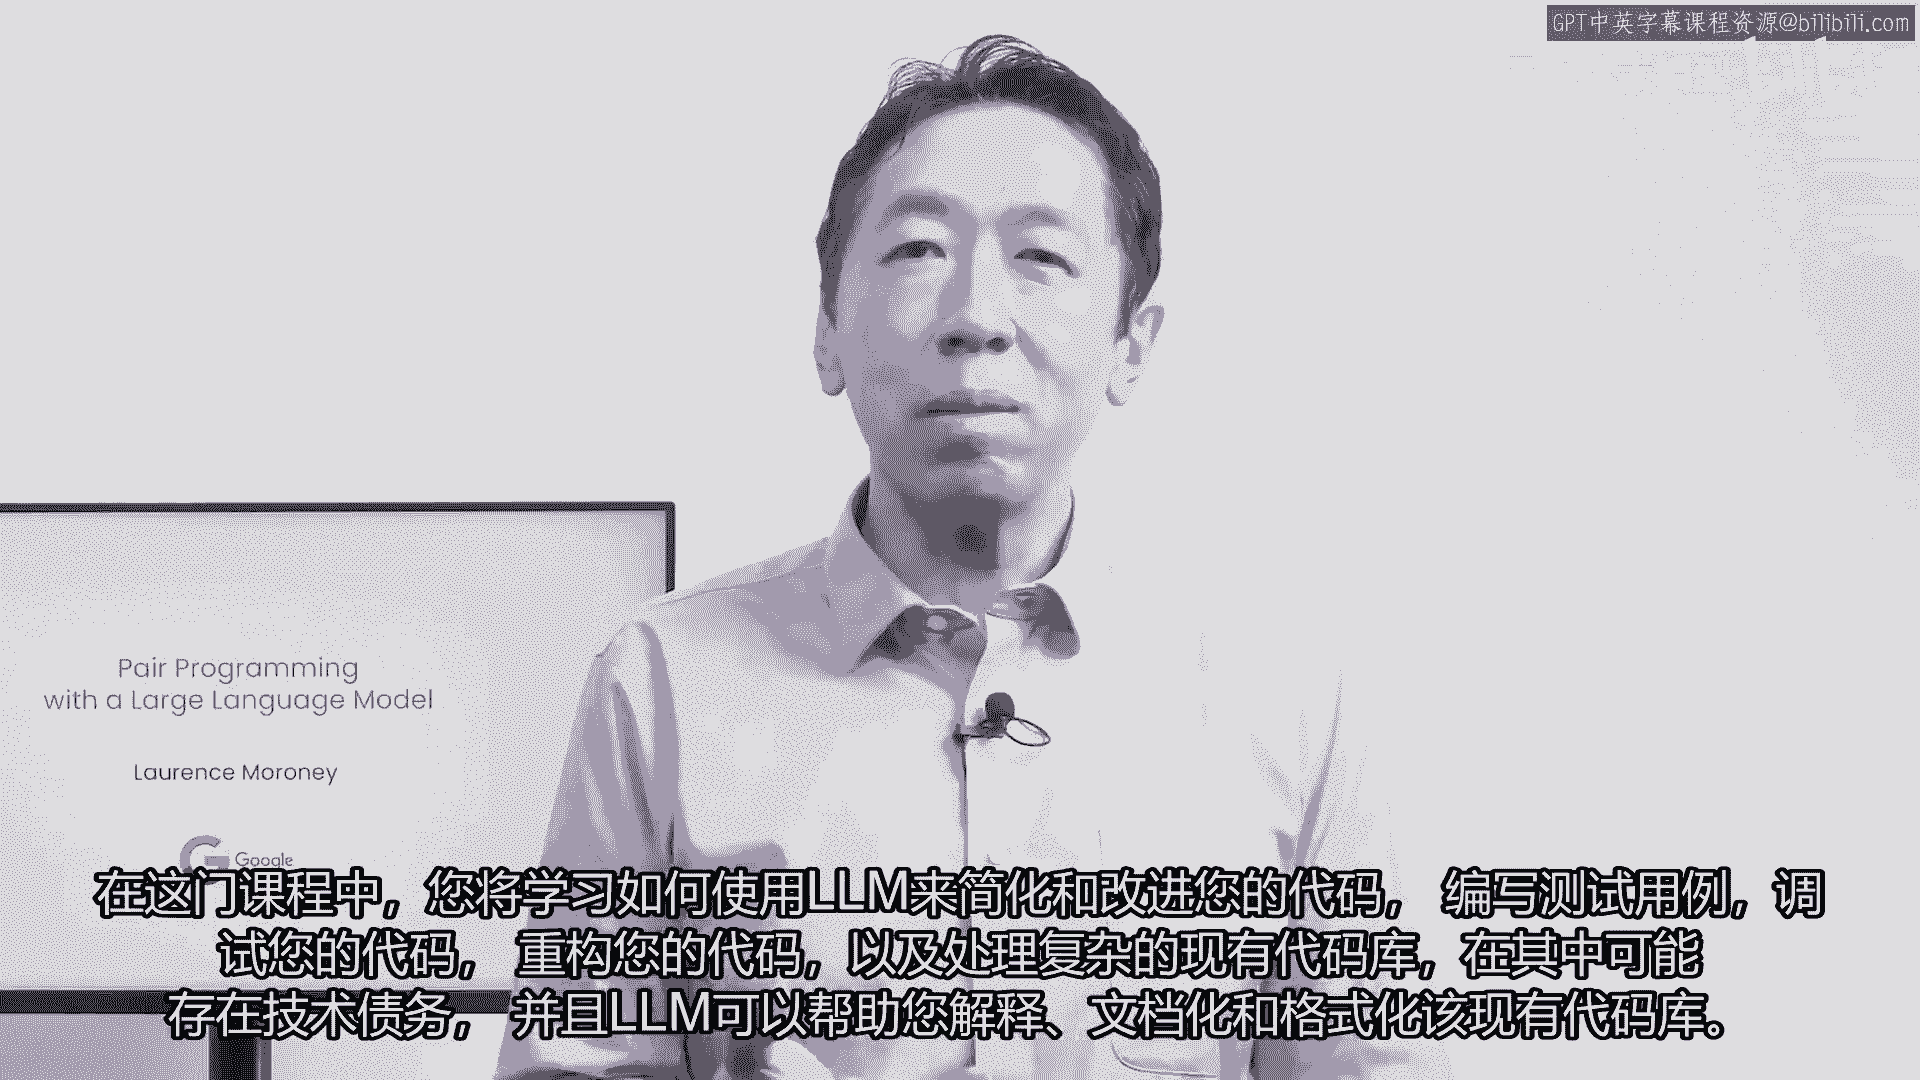 GPT中英字幕课程资源@bilibili.com
Pair Programming
with a Large Language Model
Laurence Moroney
Google
在这门课程中，您将学习如何使用LLM来简化和改进您的代码， 编写测试用例，调
试您的代码， 重构您的代码，以及处理复杂的现有代码库，在其中可能
存在技术债务， 并且LLM可以帮助您解释、文档化和格式化该现有代码库。